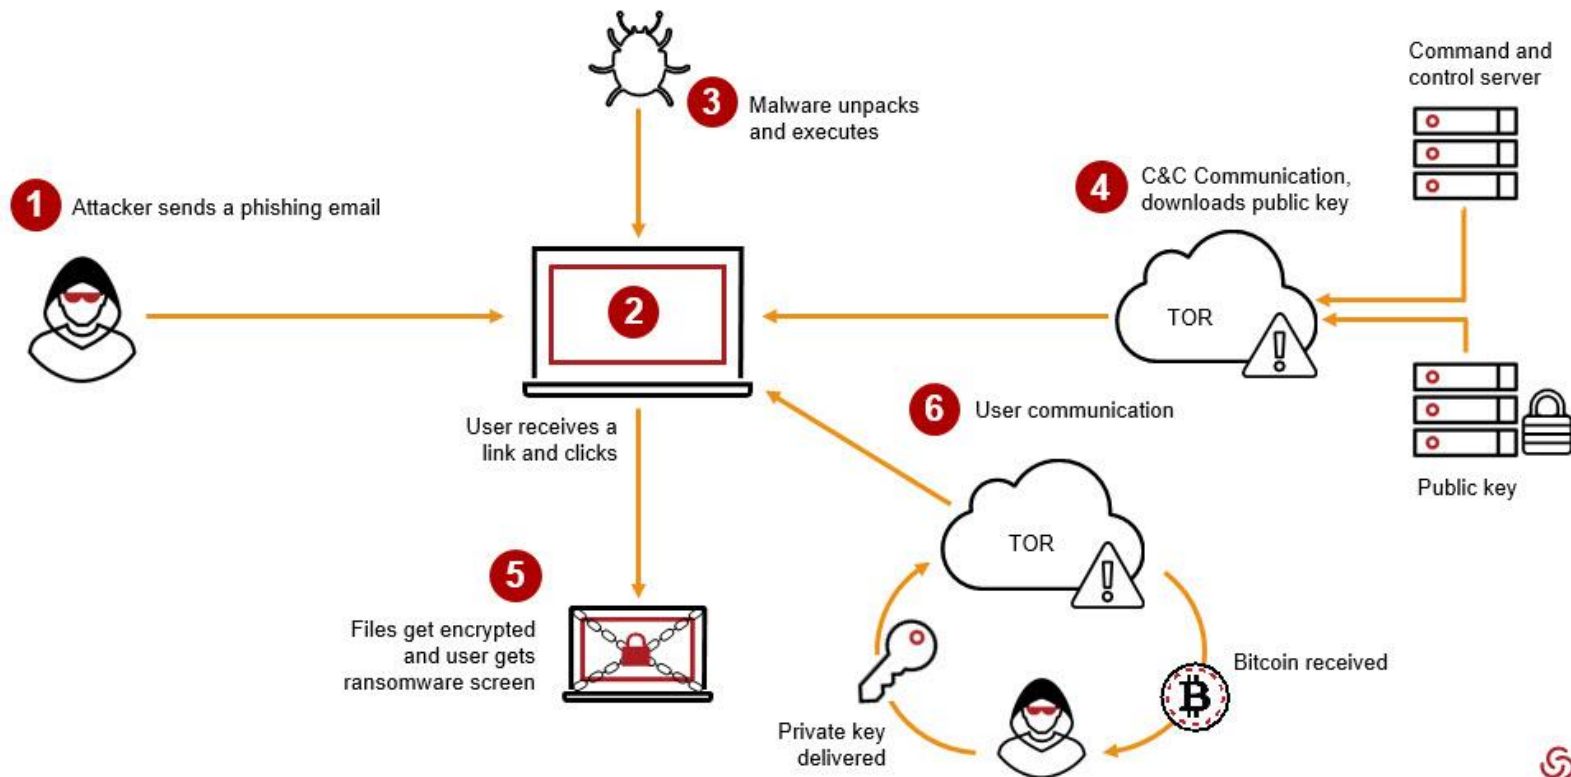 1
Attacker sends a phishing email
2
User receives a
link and clicks
3
Malware unpacks
and executes
4
C&C Communication,
downloads public key
TOR
Command and
control server
Public key
5
Files get encrypted
and user gets
ransomware screen
6
User communication
TOR
Bitcoin received
B
Private key
delivered